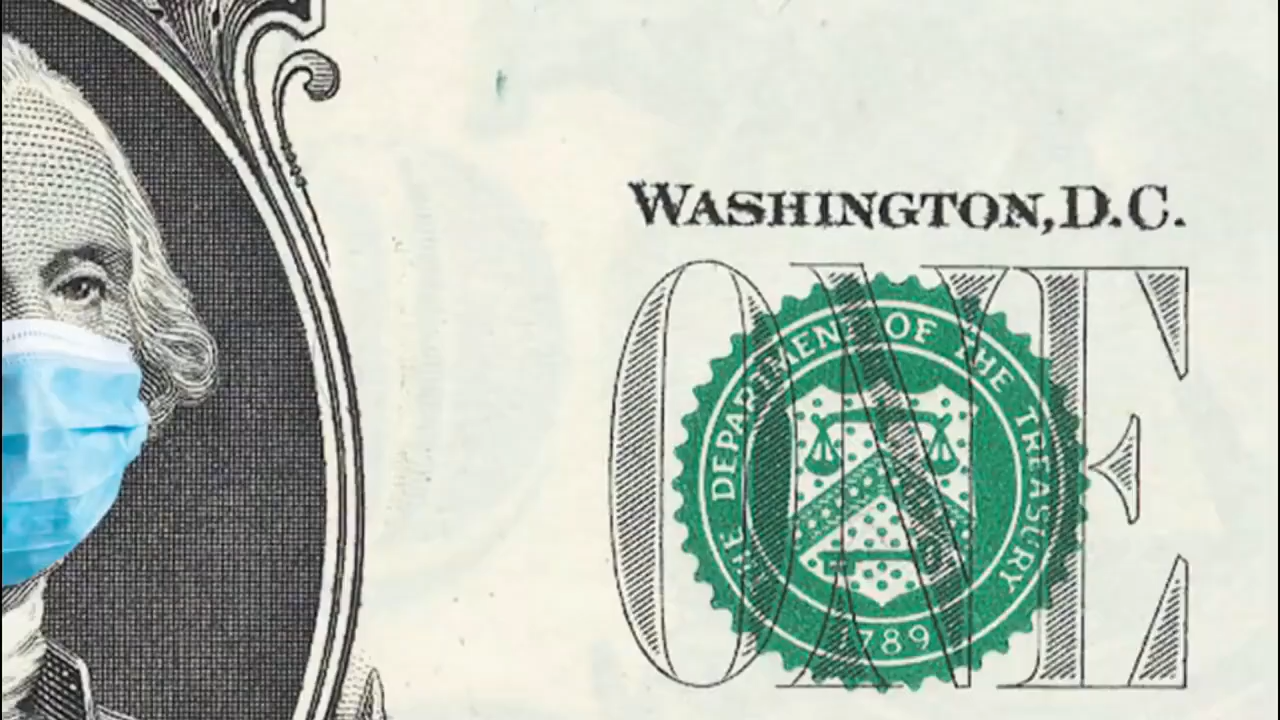 WASHINGTON, D.C.
ONE
THE DEPARTMENT OF THE TREASURY
1789